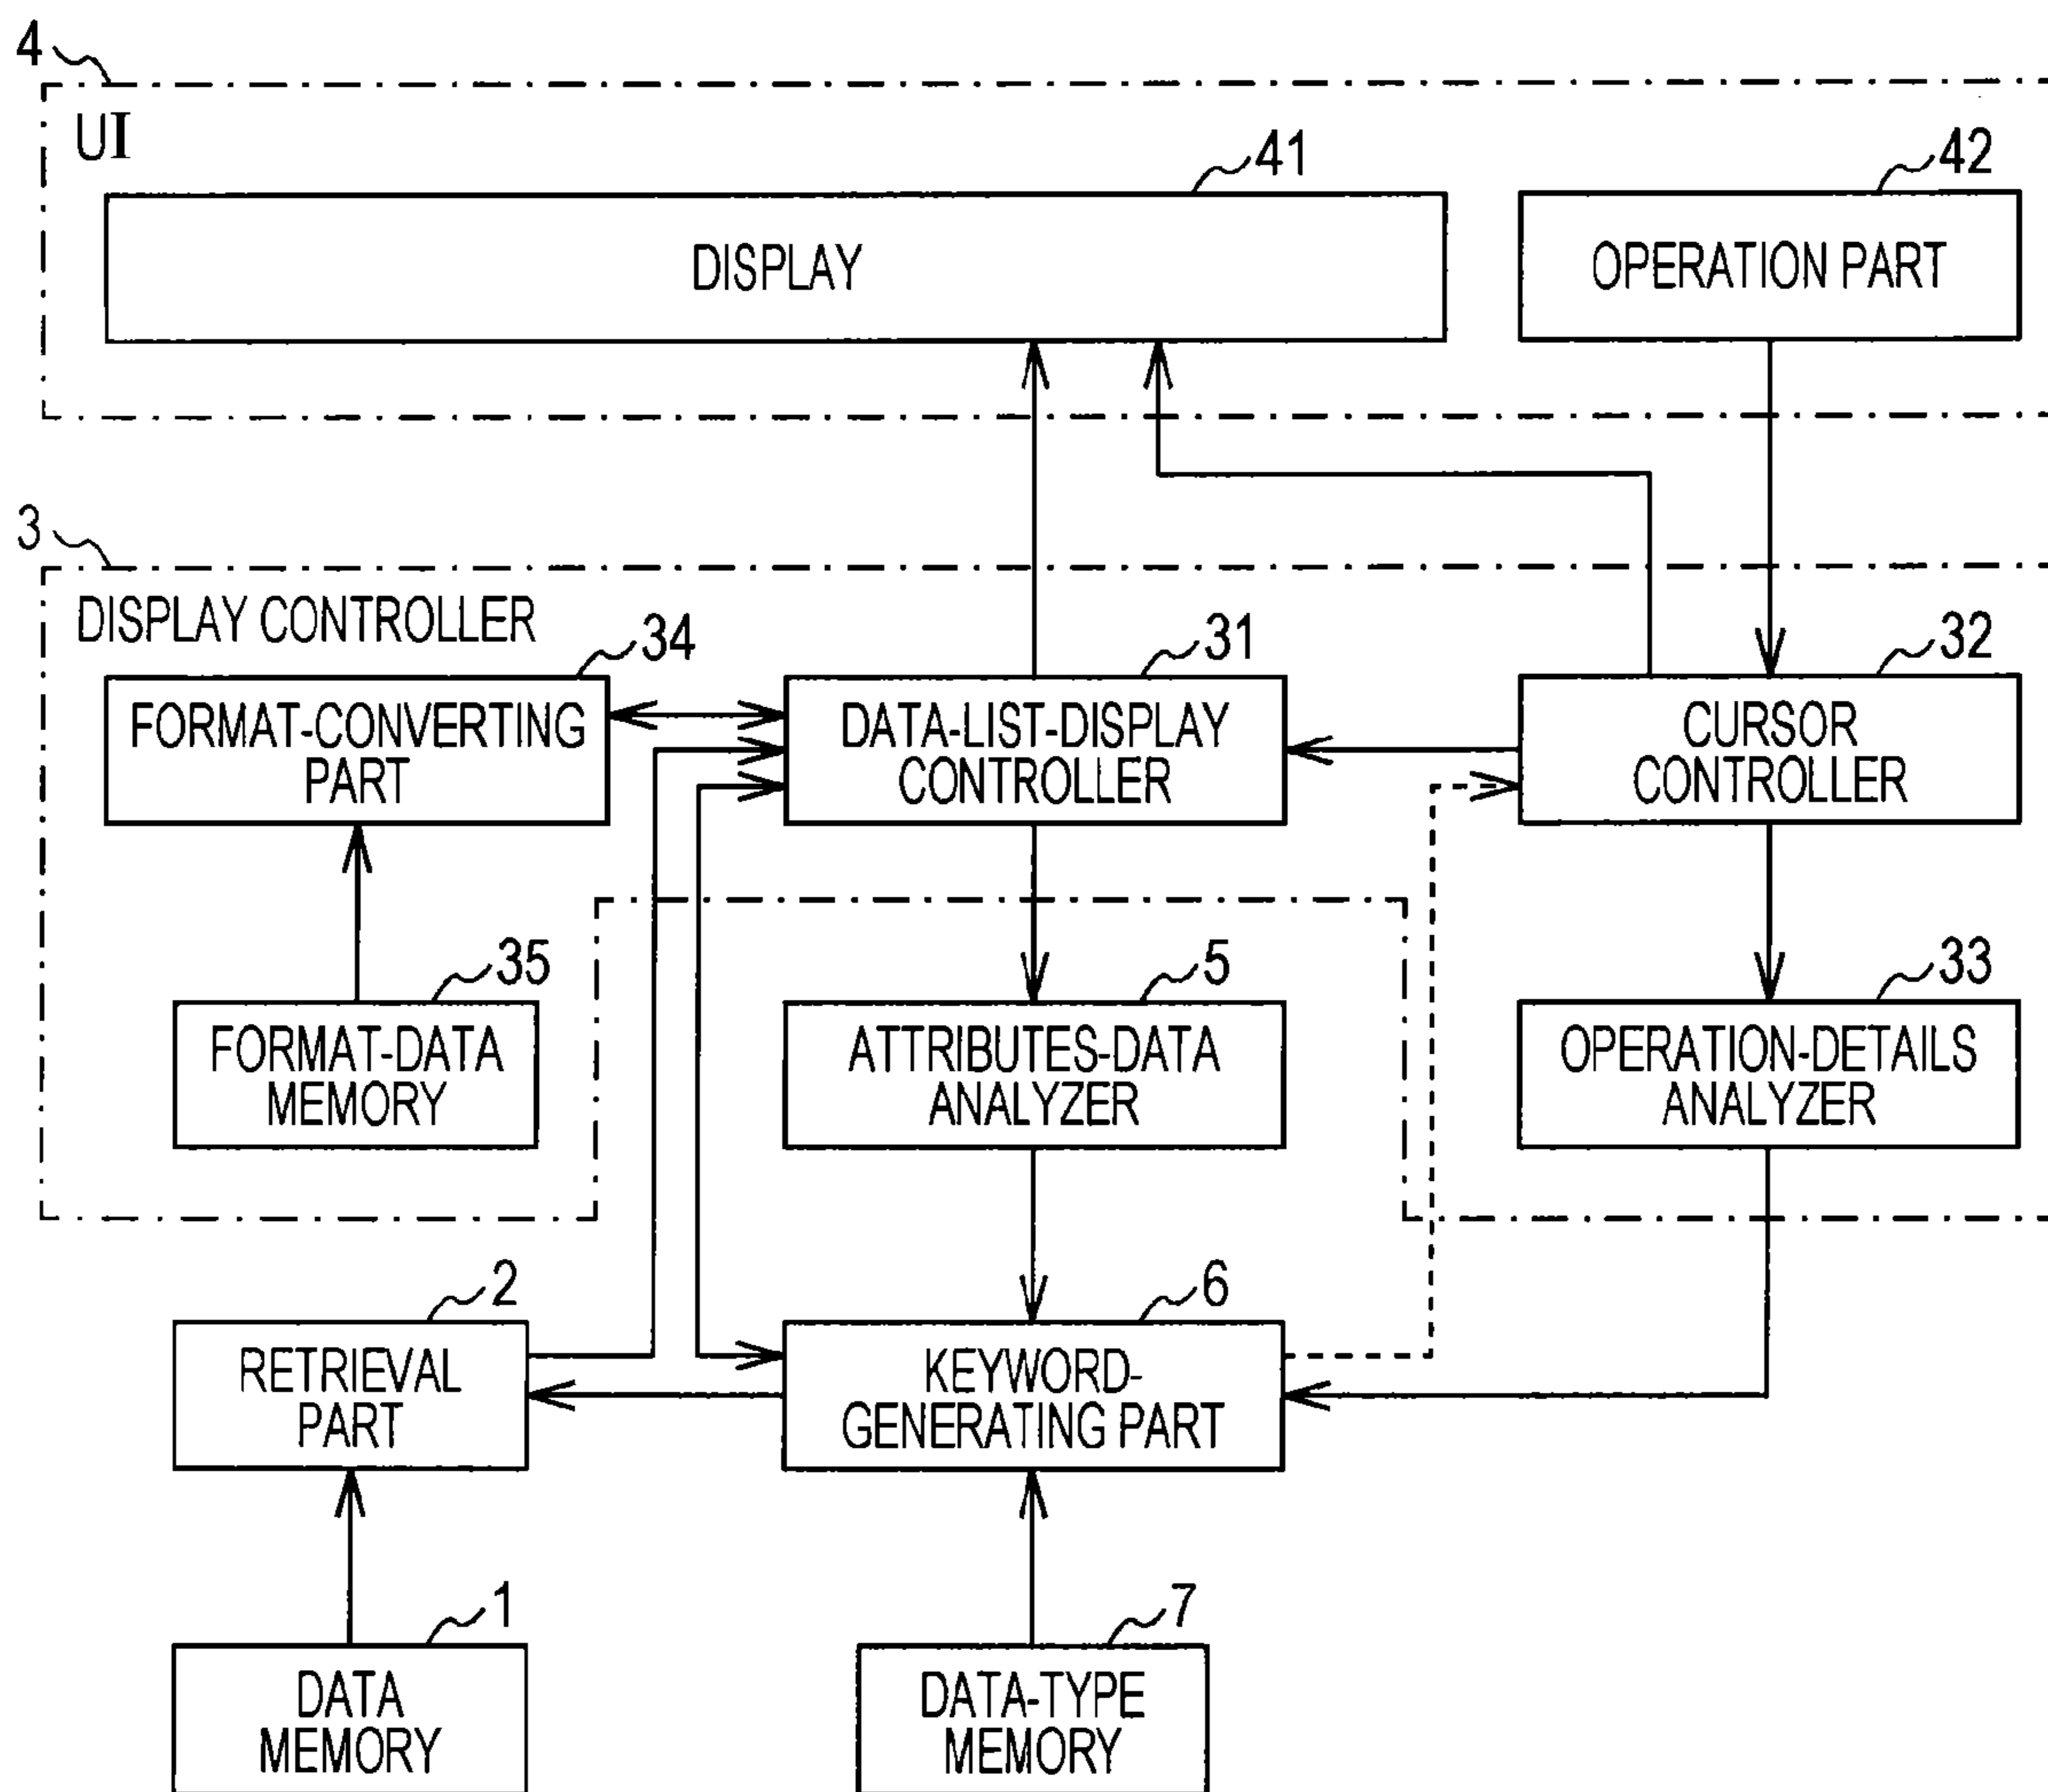 4
UI
41
42
DISPLAY
OPERATION PART
3
DISPLAY CONTROLLER
34
31
32
FORMAT-CONVERTING
PART
DATA-LIST-DISPLAY
CONTROLLER
CURSOR
CONTROLLER
35
5
33
FORMAT-DATA
MEMORY
ATTRIBUTES-DATA
ANALYZER
OPERATION-DETAILS
ANALYZER
2
6
RETRIEVAL
PART
KEYWORD-
GENERATING PART
1
7
DATA
MEMORY
DATA-TYPE
MEMORY